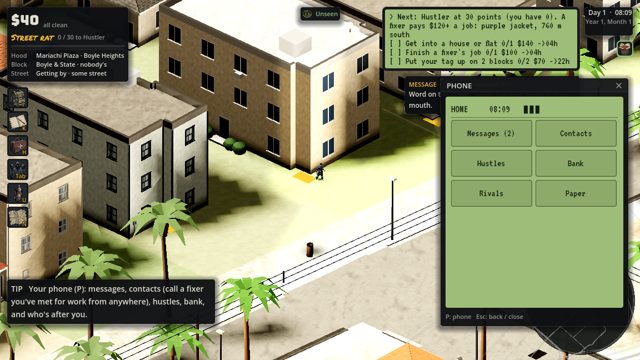 $40 all clean
STREET RAT 0 / 30 to Hustler
Hood Mariachi Plaza · Boyle Heights
Block Boyle & State · nobody's
Street Getting by · some street
H
Tab
U
Unseen
> Next: Hustler at 30 points (you have 0). A
fixer pays $120+ a job: purple jacket, 760 m
south
[ ] Get into a house or flat 0/1 $140 ->04h
[ ] Finish a fixer's job 0/1 $100 ->04h
[ ] Put your tag up on 2 blocks 0/2 $70 ->22h
Day 1 · 08:09
Year 1, Month 1
MESSAGE
Word on t
mouth.
PHONE
HOME 08:09
Messages (2)
Contacts
Hustles
Bank
Rivals
Paper
P: phone Esc: back / close
TIP Your phone (P): messages, contacts (call a fixer
you've met for work from anywhere), hustles, bank,
and who's after you.